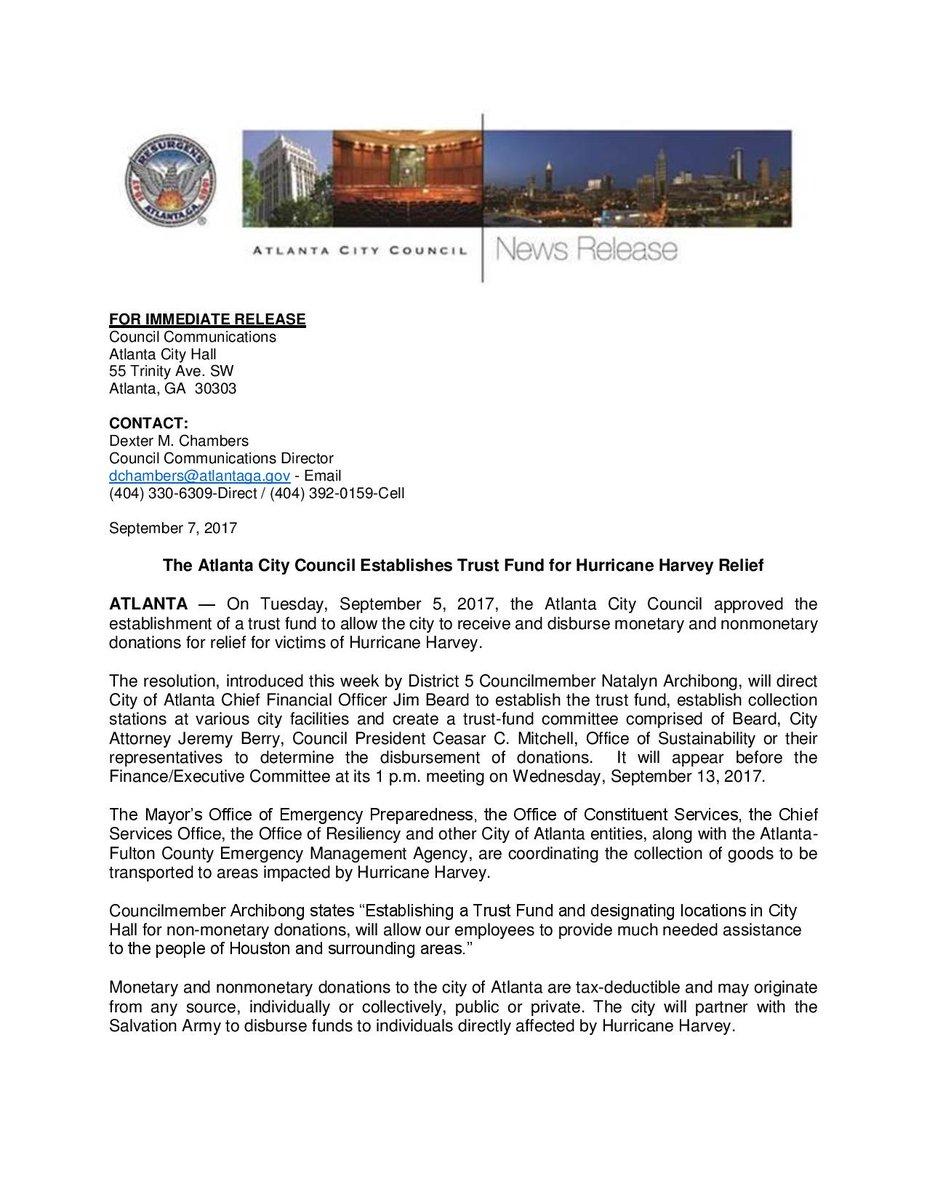 RESURGENS
1847 1865
ATLANTA, GA.
ATLANTA CITY COUNCIL
News Release
FOR IMMEDIATE RELEASE
Council Communications
Atlanta City Hall
55 Trinity Ave. SW
Atlanta, GA  30303
CONTACT:
Dexter M. Chambers
Council Communications Director
dchambers@atlantaga.gov - Email
(404) 330-6309-Direct / (404) 392-0159-Cell
September 7, 2017
The Atlanta City Council Establishes Trust Fund for Hurricane Harvey Relief
ATLANTA — On Tuesday, September 5, 2017, the Atlanta City Council approved the
establishment of a trust fund to allow the city to receive and disburse monetary and nonmonetary
donations for relief for victims of Hurricane Harvey.
The resolution, introduced this week by District 5 Councilmember Natalyn Archibong, will direct
City of Atlanta Chief Financial Officer Jim Beard to establish the trust fund, establish collection
stations at various city facilities and create a trust-fund committee comprised of Beard, City
Attorney Jeremy Berry, Council President Ceasar C. Mitchell, Office of Sustainability or their
representatives to determine the disbursement of donations.  It will appear before the
Finance/Executive Committee at its 1 p.m. meeting on Wednesday, September 13, 2017.
The Mayor's Office of Emergency Preparedness, the Office of Constituent Services, the Chief
Services Office, the Office of Resiliency and other City of Atlanta entities, along with the Atlanta-
Fulton County Emergency Management Agency, are coordinating the collection of goods to be
transported to areas impacted by Hurricane Harvey.
Councilmember Archibong states “Establishing a Trust Fund and designating locations in City
Hall for non-monetary donations, will allow our employees to provide much needed assistance
to the people of Houston and surrounding areas.”
Monetary and nonmonetary donations to the city of Atlanta are tax-deductible and may originate
from any source, individually or collectively, public or private. The city will partner with the
Salvation Army to disburse funds to individuals directly affected by Hurricane Harvey.